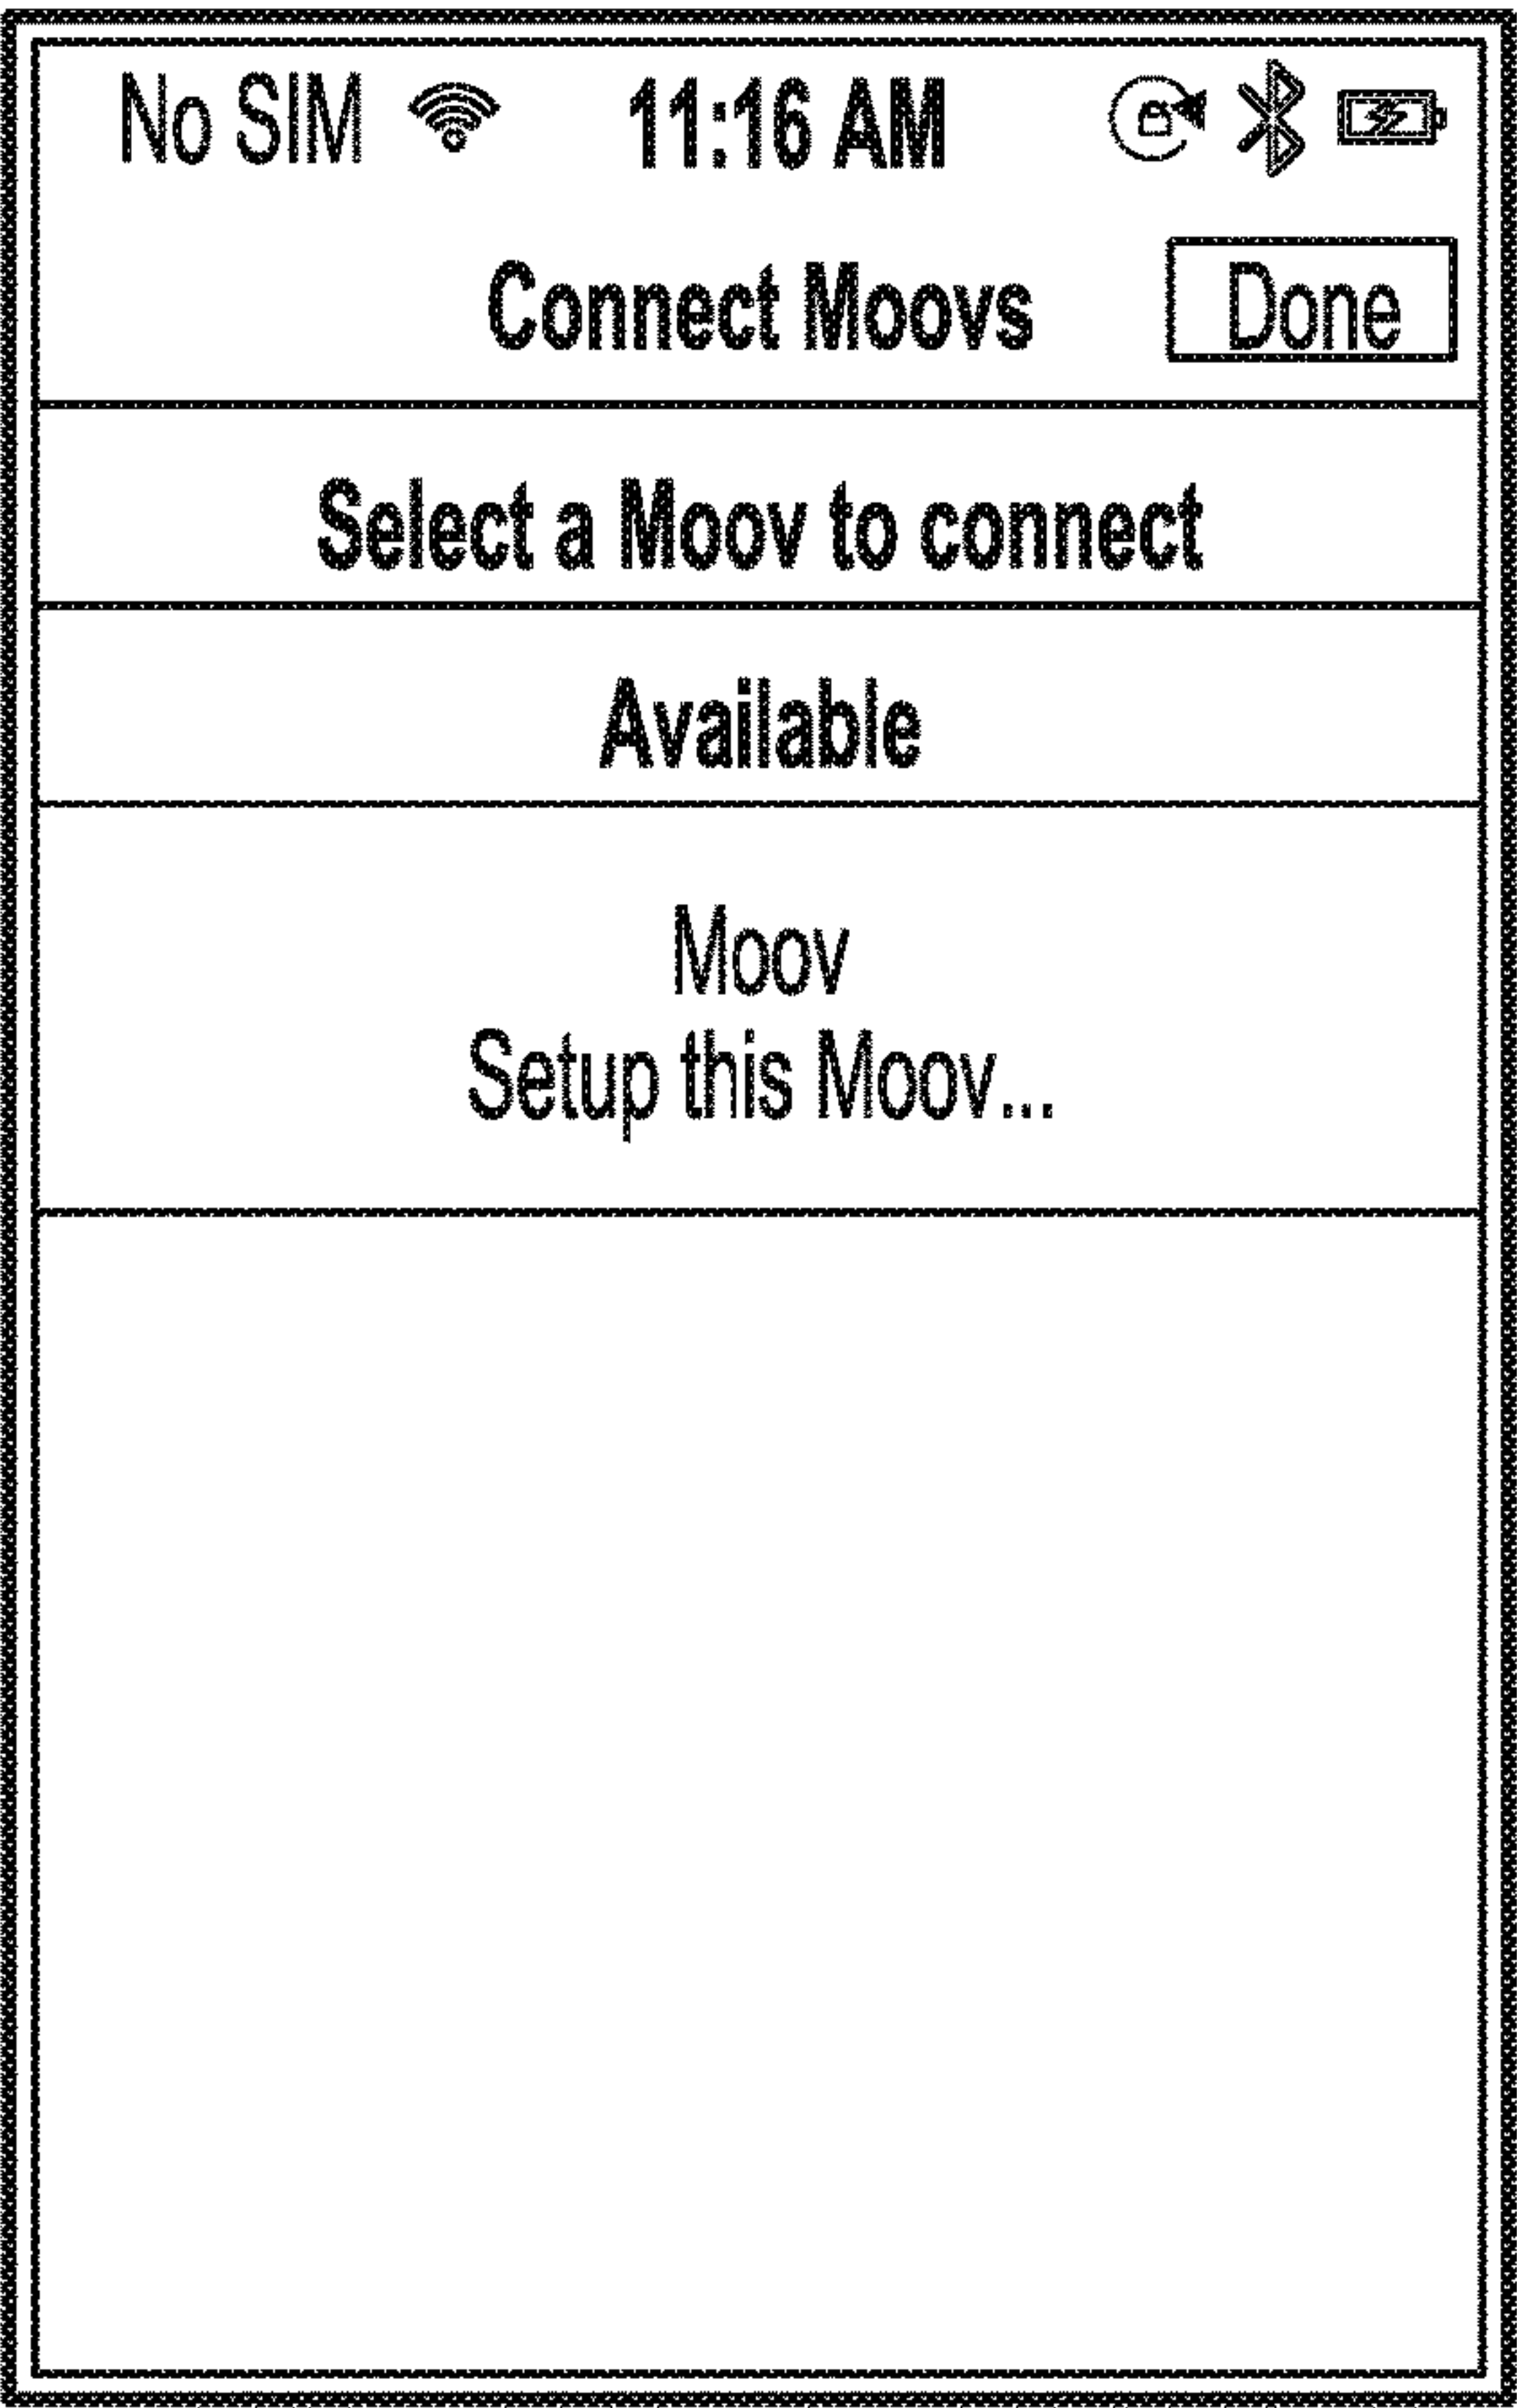 No SIM 11:16 AM
Connect Moovs Done
Select a Moov to connect
Available
Moov
Setup this Moov...